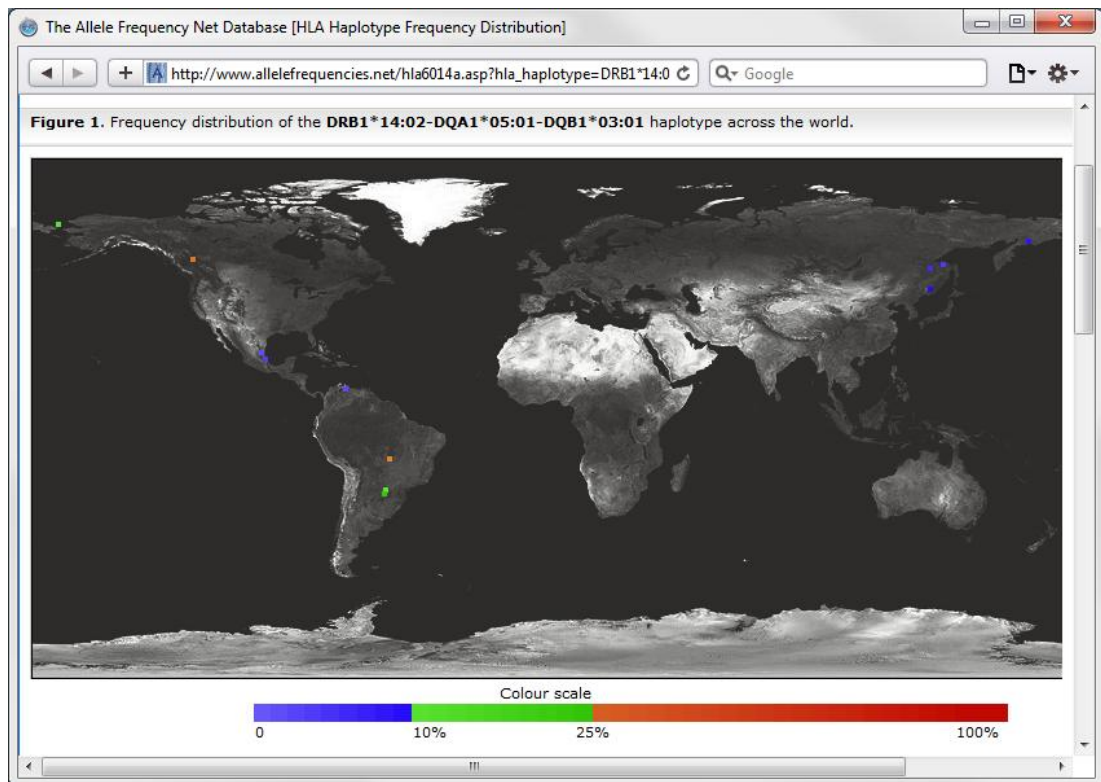 The Allele Frequency Net Database [HLA Haplotype Frequency Distribution]
http://www.allelefrequencies.net/hla6014a.asp?hla_haplotype=DRB1*14:0
Google
Figure 1. Frequency distribution of the DRB1*14:02-DQA1*05:01-DQB1*03:01 haplotype across the world.
Colour scale
0 10% 25% 100%